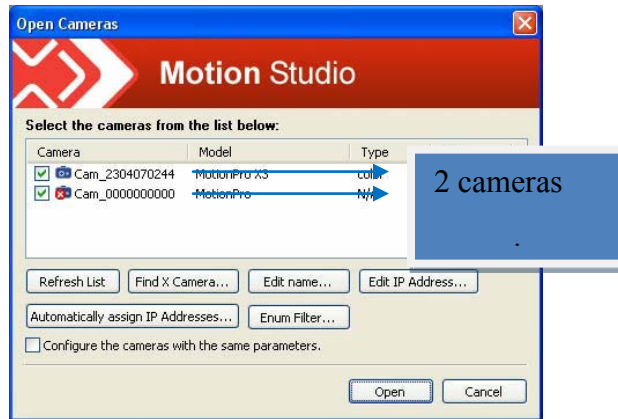 Open Cameras
Motion Studio
Select the cameras from the list below:
Camera Model Type
Cam_2304070244 MotionPro X3 color
Cam_0000000000 MotionPro N/A
2 cameras
.
Refresh List Find X Camera... Edit name... Edit IP Address...
Automatically assign IP Addresses... Enum Filter...
Configure the cameras with the same parameters.
Open Cancel